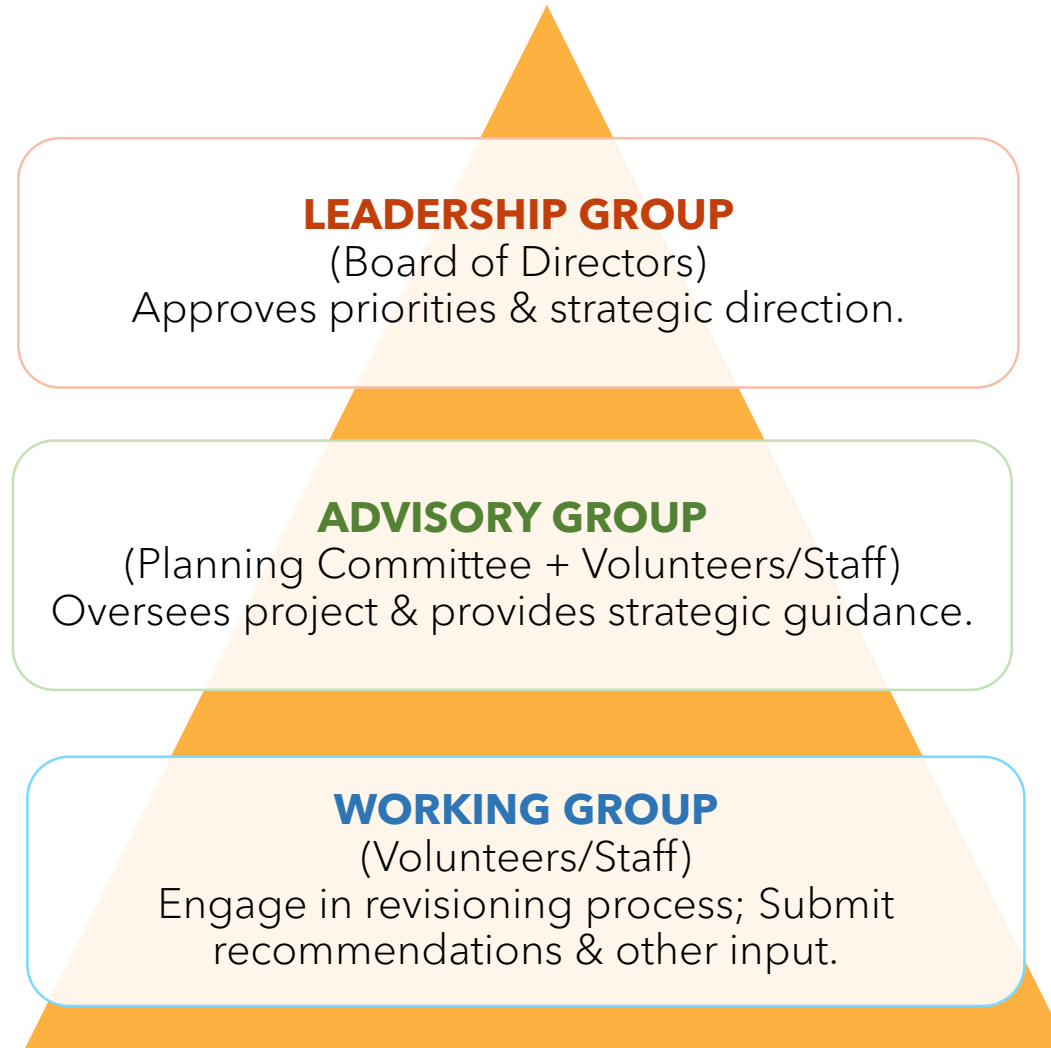 LEADERSHIP GROUP
(Board of Directors)
Approves priorities & strategic direction.
ADVISORY GROUP
(Planning Committee + Volunteers/Staff)
Oversees project & provides strategic guidance.
WORKING GROUP
(Volunteers/Staff)
Engage in revisioning process; Submit
recommendations & other input.